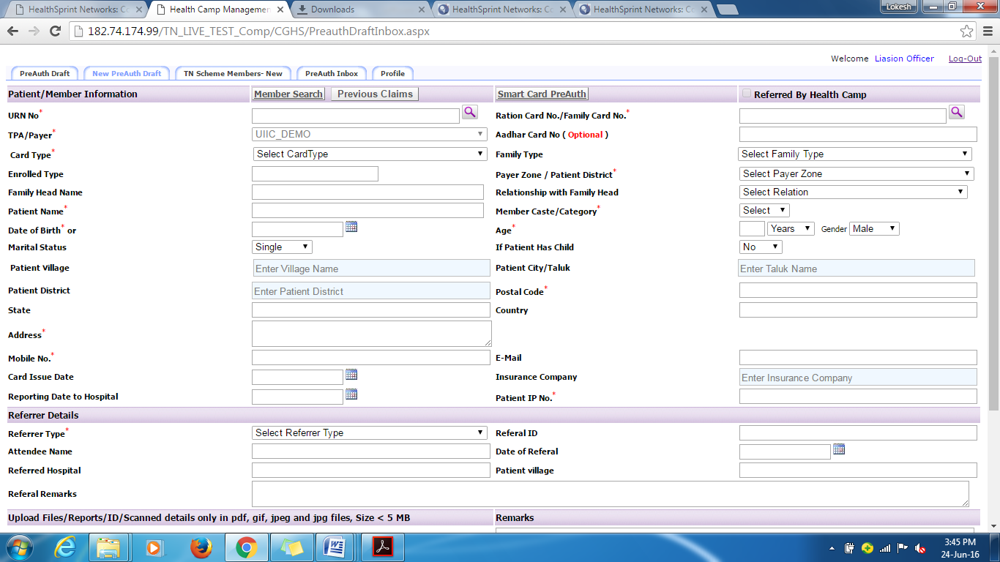 HealthSprint Networks: Co
Health Camp Managemen
Downloads
HealthSprint Networks: Co
HealthSprint Networks: Co
Lokesh
182.74.174.99/TN_LIVE_TEST_Comp/CGHS/PreauthDraftInbox.aspx
Welcome Liasion Officer Log-Out
PreAuth Draft New PreAuth Draft TN Scheme Members- New PreAuth Inbox Profile
Patient/Member Information Member Search Previous Claims Smart Card PreAuth Referred By Health Camp
URN No* Ration Card No./Family Card No.*
TPA/Payer* UIIC_DEMO Aadhar Card No ( Optional )
Card Type* Select CardType Family Type Select Family Type
Enrolled Type Payer Zone / Patient District* Select Payer Zone
Family Head Name Relationship with Family Head Select Relation
Patient Name* Member Caste/Category* Select
Date of Birth* or Age* Years Gender Male
Marital Status Single If Patient Has Child No
Patient Village Enter Village Name Patient City/Taluk Enter Taluk Name
Patient District Enter Patient District Postal Code*
State Country
Address*
Mobile No.* E-Mail
Card Issue Date Insurance Company Enter Insurance Company
Reporting Date to Hospital Patient IP No.*
Referrer Details
Referrer Type* Select Referrer Type Referal ID
Attendee Name Date of Referal
Referred Hospital Patient village
Referal Remarks
Upload Files/Reports/ID/Scanned details only in pdf, gif, jpeg and jpg files, Size < 5 MB Remarks
3:45 PM
24-Jun-16